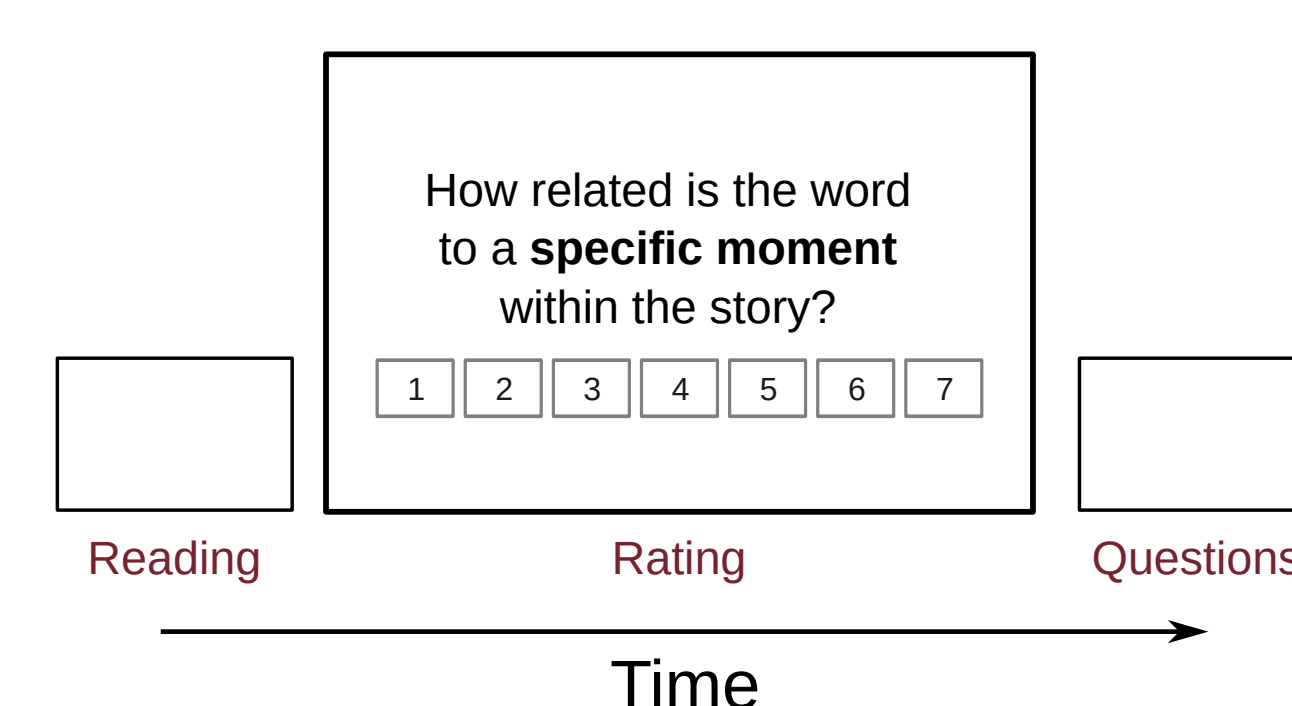 How related is the word
to a specific moment
within the story?
1 2 3 4 5 6 7
Reading Rating Questions
Time